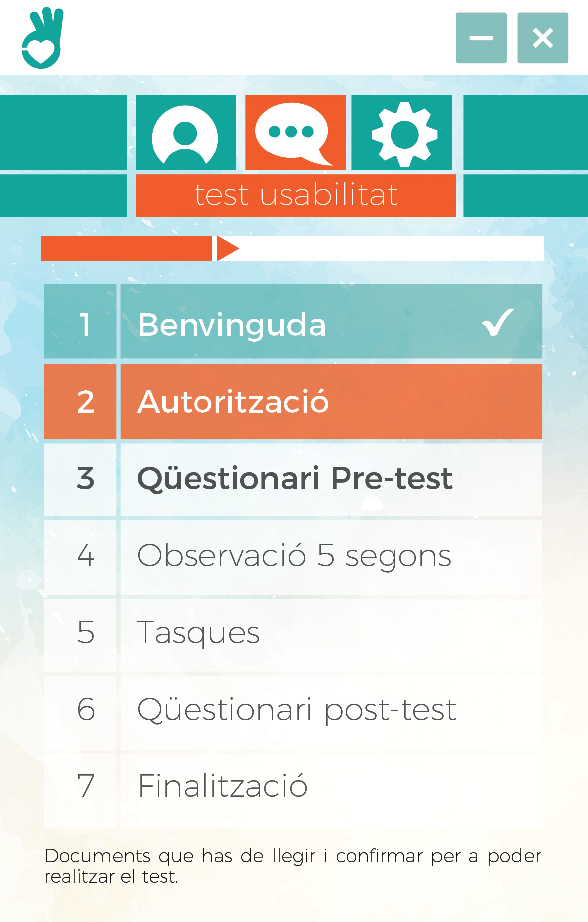 test usabilitat
1 Benvinguda
2 Autorització
3 Qüestionari Pre-test
4 Observació 5 segons
5 Tasques
6 Qüestionari post-test
7 Finalització
Documents que has de llegir i confirmar per a poder
realitzar el test.